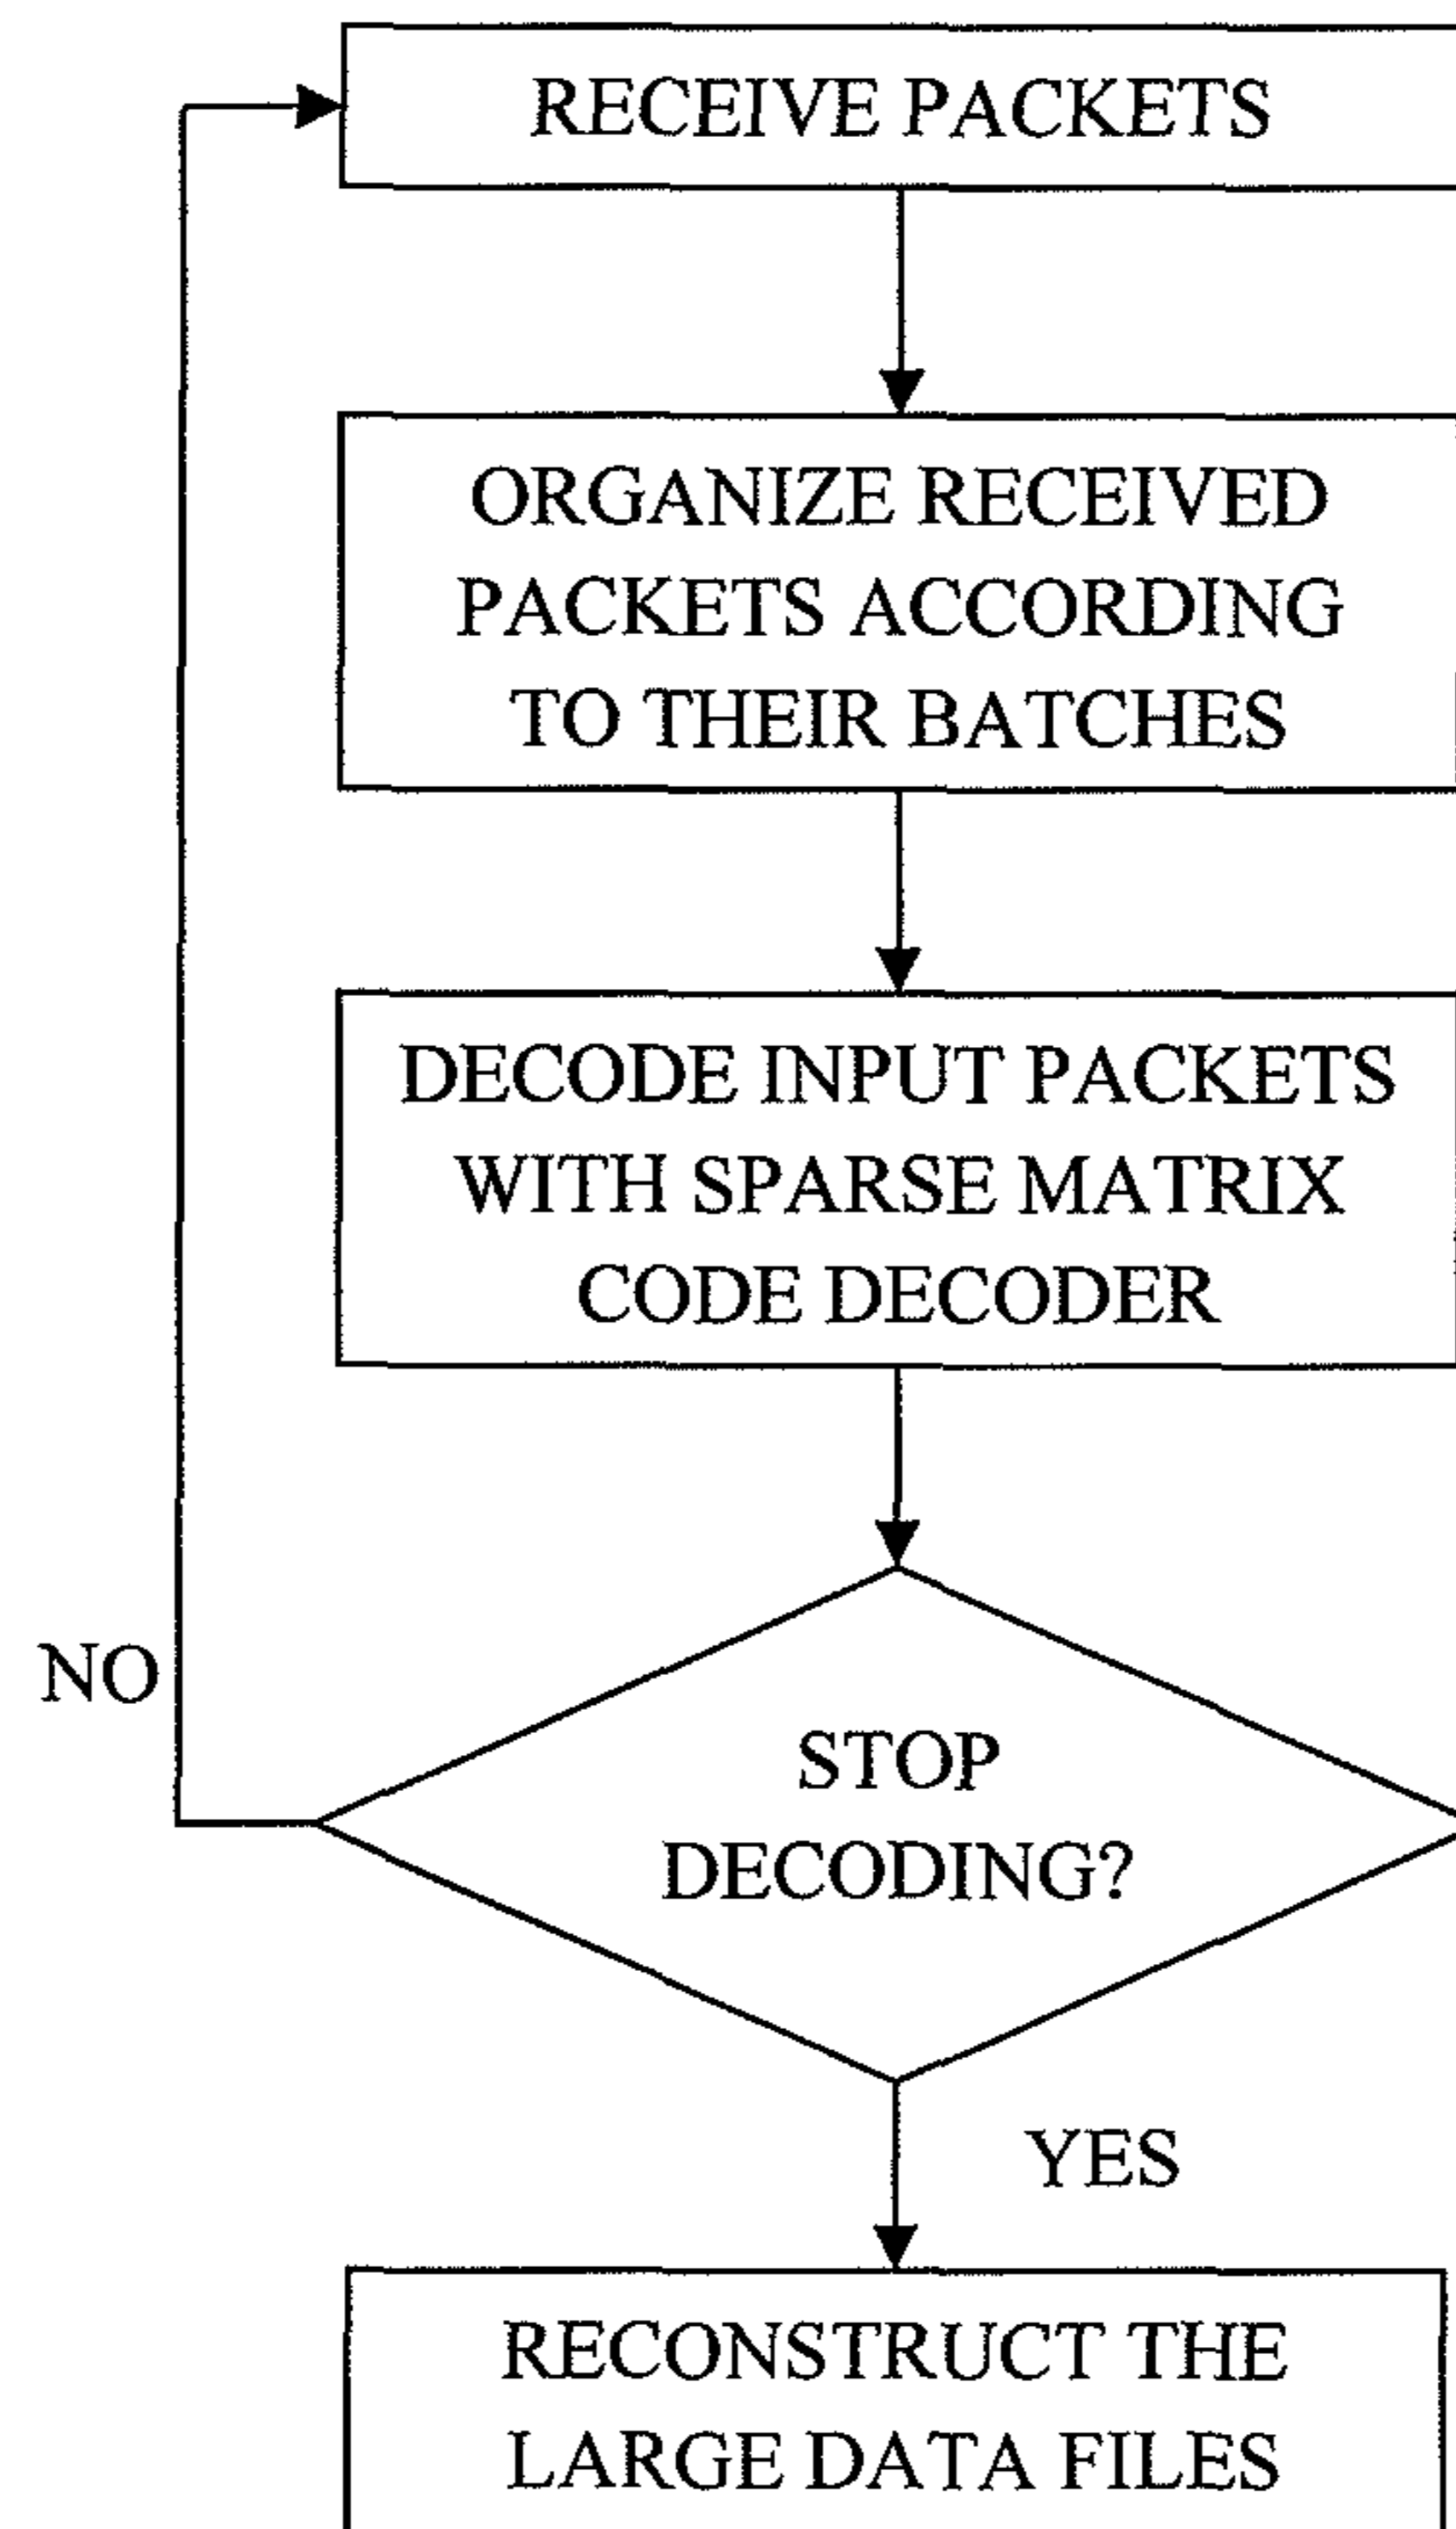 RECEIVE PACKETS
ORGANIZE RECEIVED
PACKETS ACCORDING
TO THEIR BATCHES
DECODE INPUT PACKETS
WITH SPARSE MATRIX
CODE DECODER
NO
STOP
DECODING?
YES
RECONSTRUCT THE
LARGE DATA FILES